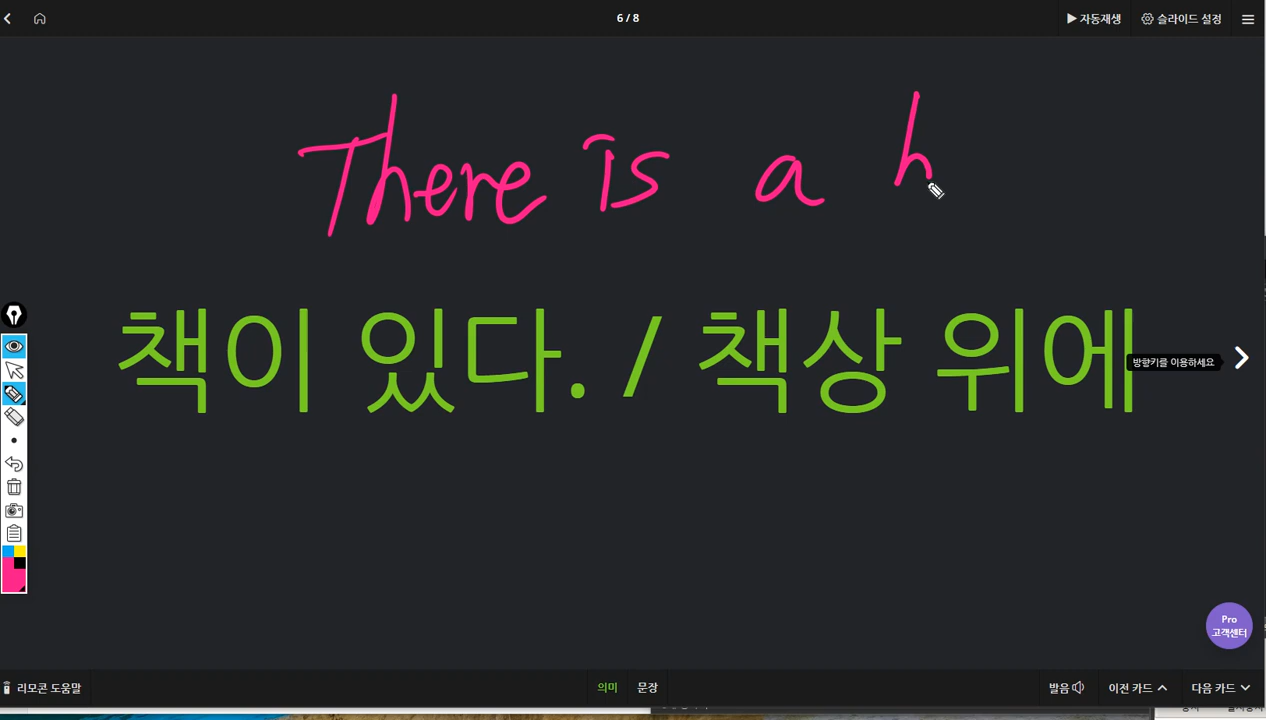 6 / 8
자동재생
슬라이드 설정
There is a h
책이 있다. / 책상 위에
방향키를 이용하세요
Pro
고객센터
리모콘 도움말
의미
문장
발음
이전 카드
다음 카드